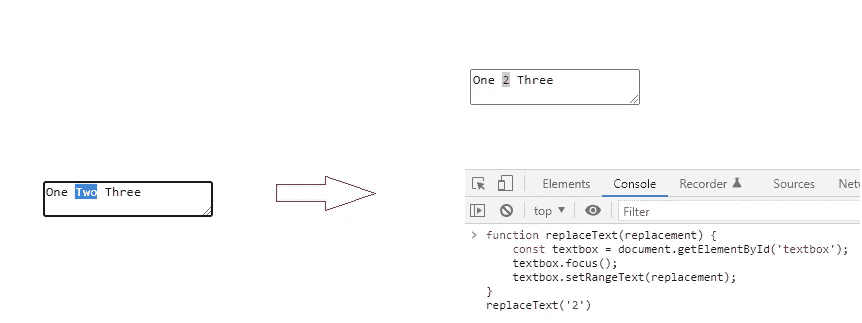 One 2 Three
One Two Three
Elements Console Recorder Sources Netw
top ▼ Filter
> function replaceText(replacement) {
    const textbox = document.getElementById('textbox');
    textbox.focus();
    textbox.setRangeText(replacement);
}
replaceText('2')